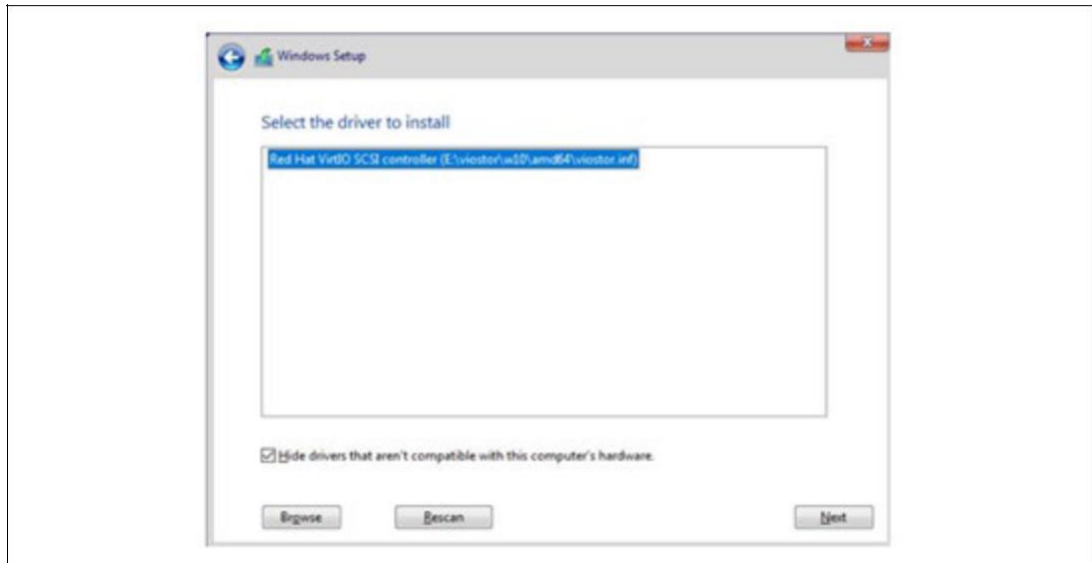 Windows Setup
Select the driver to install
Red Hat VirtIO SCSI controller (E:\viostor\w10\amd64\viostor.inf)
Hide drivers that aren't compatible with this computer's hardware.
Browse
Rescan
Next